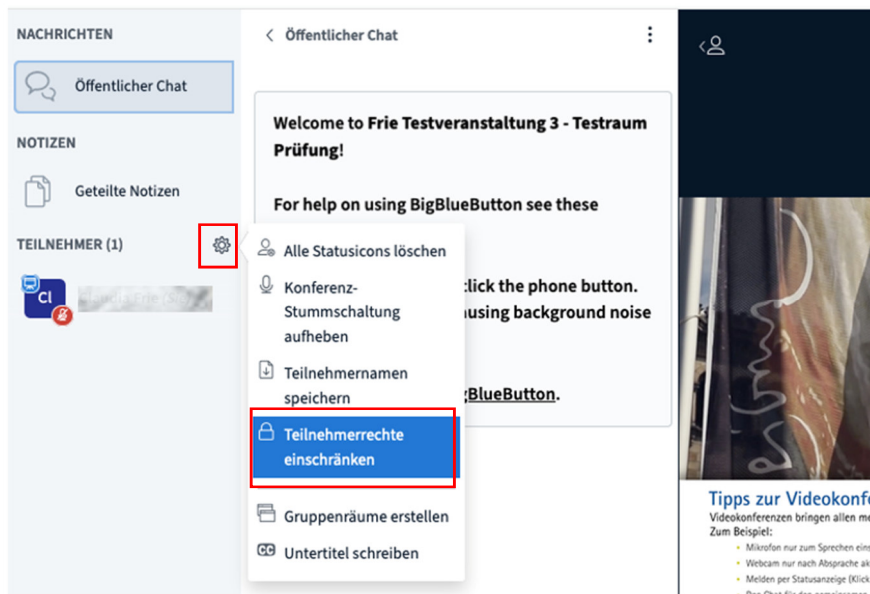 NACHRICHTEN
Öffentlicher Chat
NOTIZEN
Geteilte Notizen
TEILNEHMER (1)
Cl
Öffentlicher Chat
Welcome to Frie Testveranstaltung 3 - Testraum
Prüfung!
For help on using BigBlueButton see these
click the phone button.
using background noise
BlueButton.
Alle Statusicons löschen
Konferenz-
Stummschaltung
aufheben
Teilnehmernamen
speichern
Teilnehmerrechte
einschränken
Gruppenräume erstellen
CC Untertitel schreiben
Tipps zur Videokonfe
Videokonferenzen bringen allen me
Zum Beispiel:
• Mikrofon nur zum Sprechen eins
• Webcam nur nach Absprache ak
• Melden per Statusanzeige (Klick